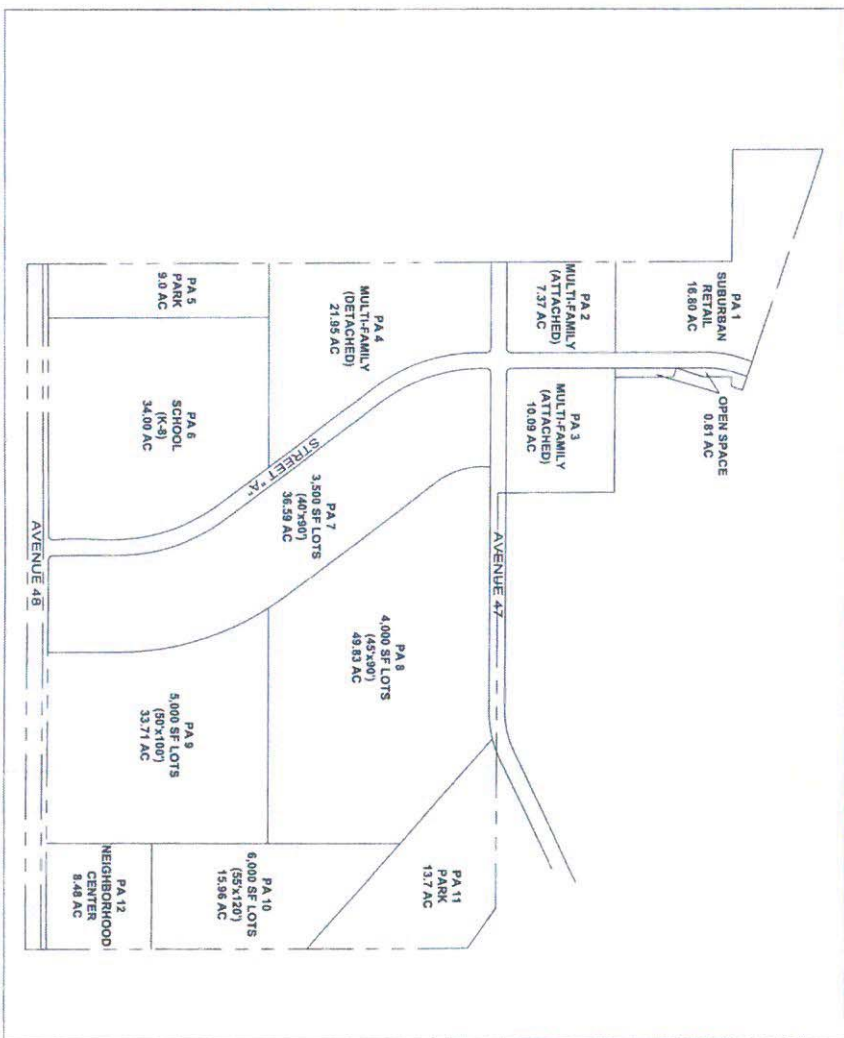 PA 1
SUBURBAN
RETAIL
16.80 AC
OPEN SPACE
0.81 AC
PA 2
MULTI-FAMILY
(ATTACHED)
7.37 AC
PA 3
MULTI-FAMILY
(ATTACHED)
10.09 AC
AVENUE 47
PA 4
MULTI-FAMILY
(DETACHED)
21.95 AC
STREET "A"
PA 7
3,500 SF LOTS
(40'x90')
36.59 AC
PA 8
4,000 SF LOTS
(45'x90')
49.83 AC
PA 11
PARK
13.7 AC
PA 5
PARK
9.0 AC
PA 6
SCHOOL
(K-8)
34.00 AC
PA 9
5,000 SF LOTS
(50'x100')
33.71 AC
PA 10
6,000 SF LOTS
(55'x120')
15.96 AC
PA 12
NEIGHBORHOOD
CENTER
8.48 AC
AVENUE 48